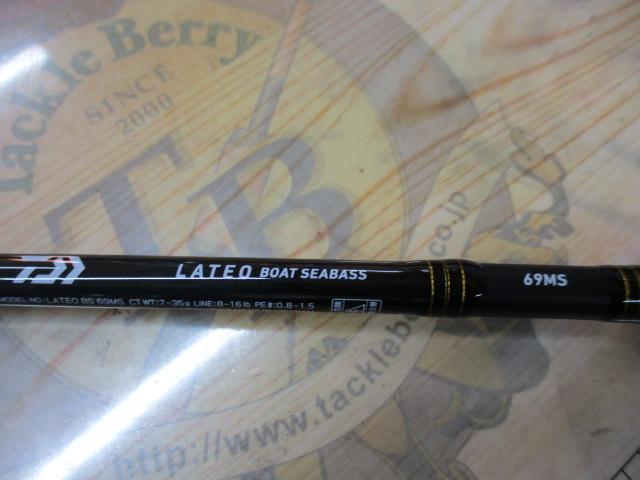 Tackle Berry
SINCE
2000
TB
LATEO BOAT SEABASS
69MS
MODEL NO: LATEO BS 69MS CT WT:7-35g LINE:8-16lb PE#:0.8-1.5
http://www.tackleb
.co.jp